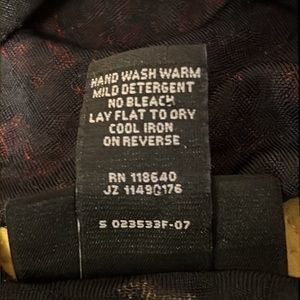 HAND WASH WARM
MILD DETERGENT
NO BLEACH
LAY FLAT TO DRY
COOL IRON
ON REVERSE
RN 118640
JZ 11490176
S 023533F-07